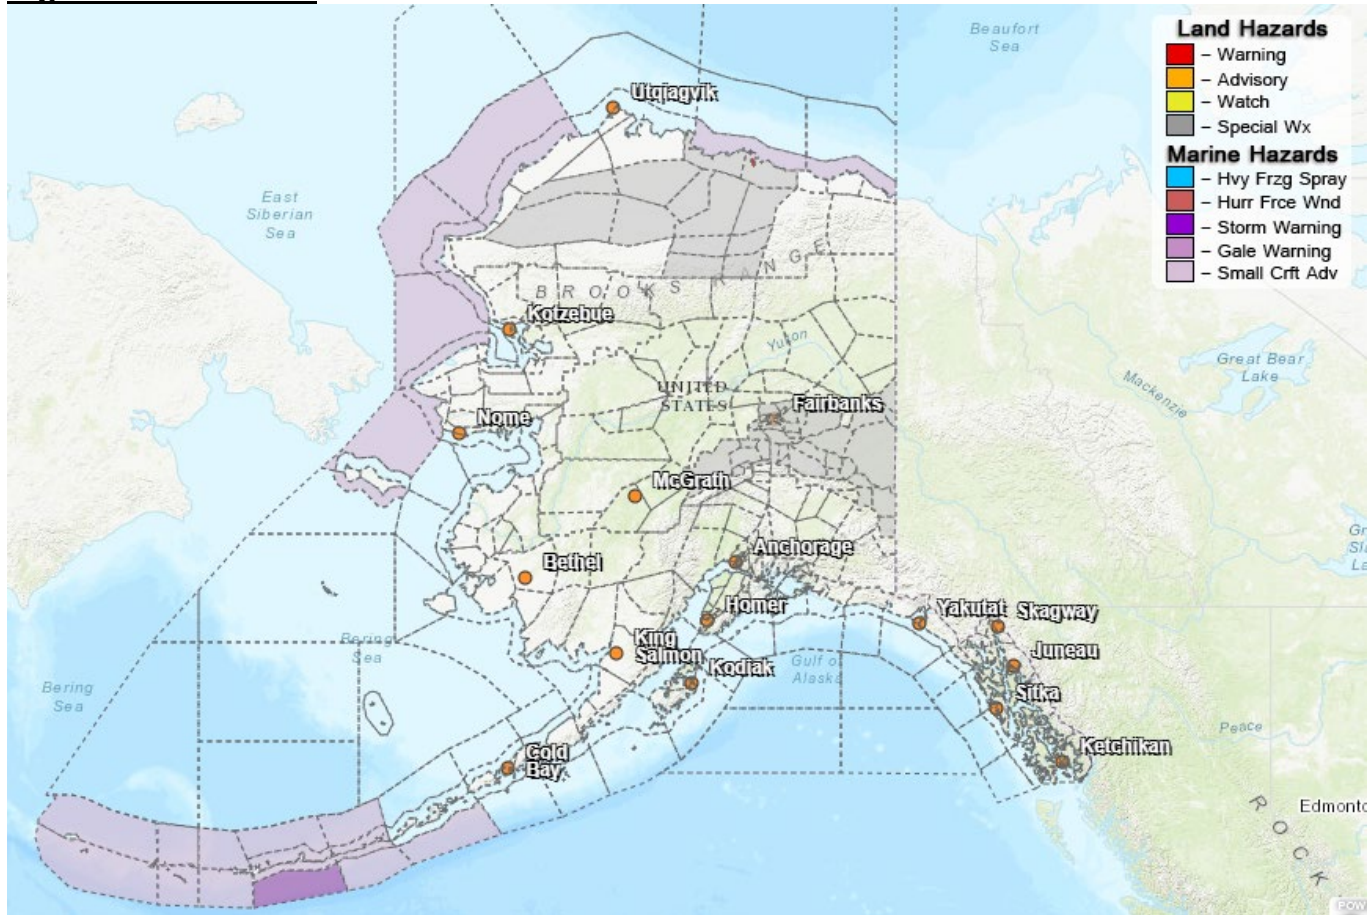 Beaufort
Sea
Land Hazards
– Warning
– Advisory
– Watch
– Special Wx
Marine Hazards
– Hvy Frzg Spray
– Hurr Frce Wnd
– Storm Warning
– Gale Warning
– Small Crft Adv
Utqiagvik
East
Siberian
Sea
BROOKS RANGE
Kotzebue
Yukon
Great Bear
Lake
Mackenzie
UNITED
STATES
Fairbanks
Nome
McGrath
Anchorage
Bethel
Homer
Yakutat
Skagway
King
Salmon
Juneau
Bering
Sea
Kodiak
Gulf of
Alaska
Bering
Sea
Sitka
Peace
Ketchikan
Cold
Bay
Edmonto
ROCK
POW